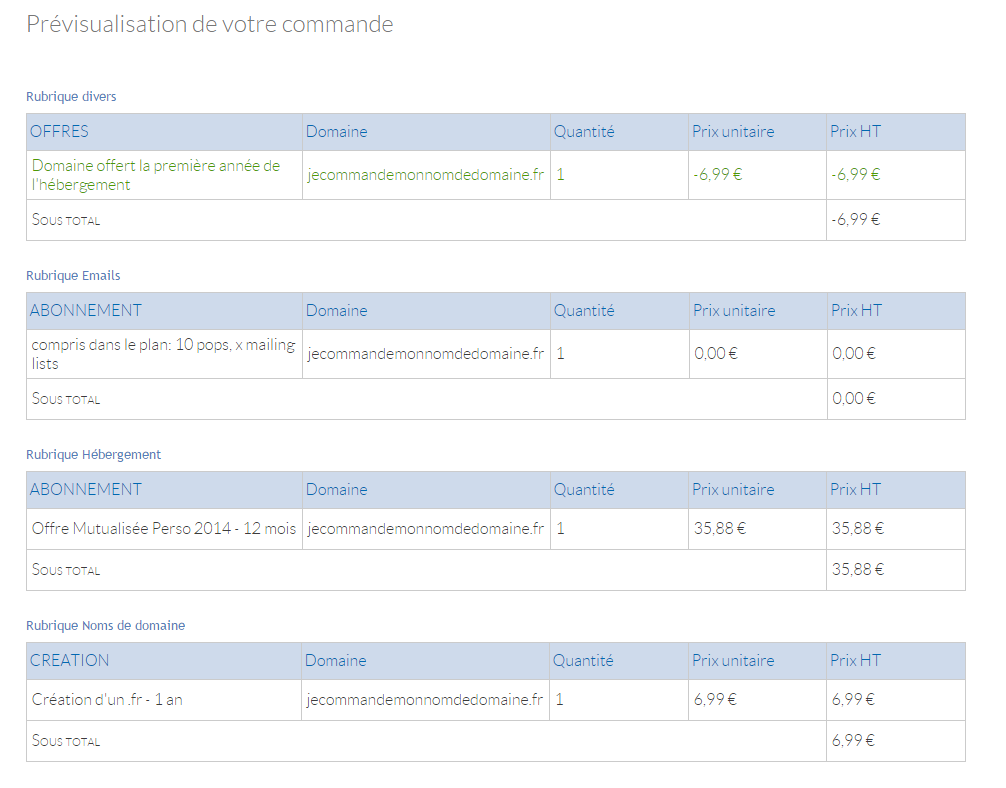 Prévisualisation de votre commande
Rubrique divers
OFFRES Domaine Quantité Prix unitaire Prix HT
Domaine offert la première année de
l'hébergement jecommandemonnomdedomaine.fr 1 -6,99 € -6,99 €
Sous total -6,99 €
Rubrique Emails
ABONNEMENT Domaine Quantité Prix unitaire Prix HT
compris dans le plan: 10 pops, x mailing
lists jecommandemonnomdedomaine.fr 1 0,00 € 0,00 €
Sous total 0,00 €
Rubrique Hébergement
ABONNEMENT Domaine Quantité Prix unitaire Prix HT
Offre Mutualisée Perso 2014 - 12 mois jecommandemonnomdedomaine.fr 1 35,88 € 35,88 €
Sous total 35,88 €
Rubrique Noms de domaine
CREATION Domaine Quantité Prix unitaire Prix HT
Création d'un .fr - 1 an jecommandemonnomdedomaine.fr 1 6,99 € 6,99 €
Sous total 6,99 €